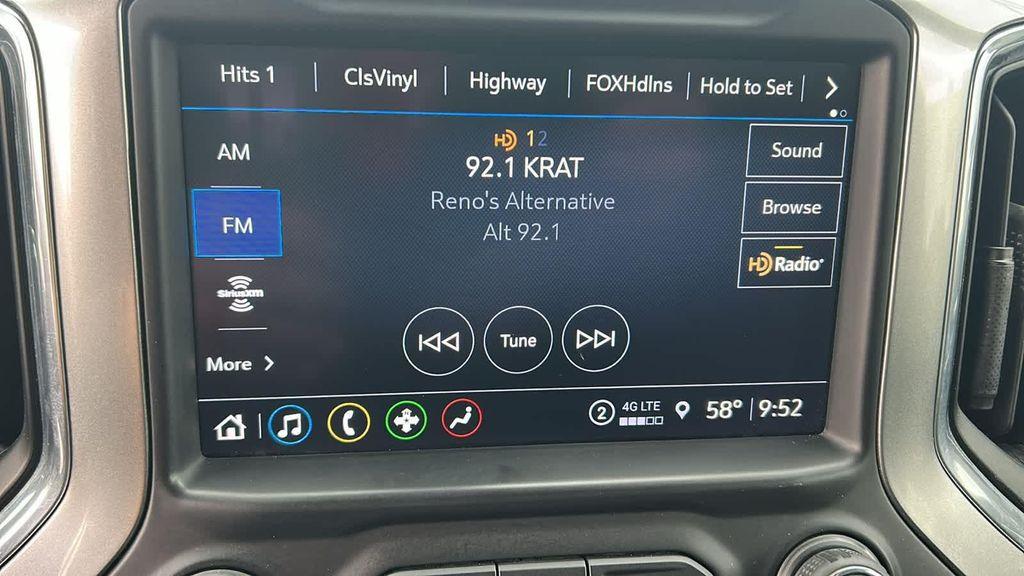 Hits 1 ClsVinyl Highway FOXHdlns Hold to Set
AM
FM
SiriusXM
More
HD 1 2
92.1 KRAT
Reno's Alternative
Alt 92.1
Tune
Sound
Browse
HD Radio
2 4G LTE 58° 9:52